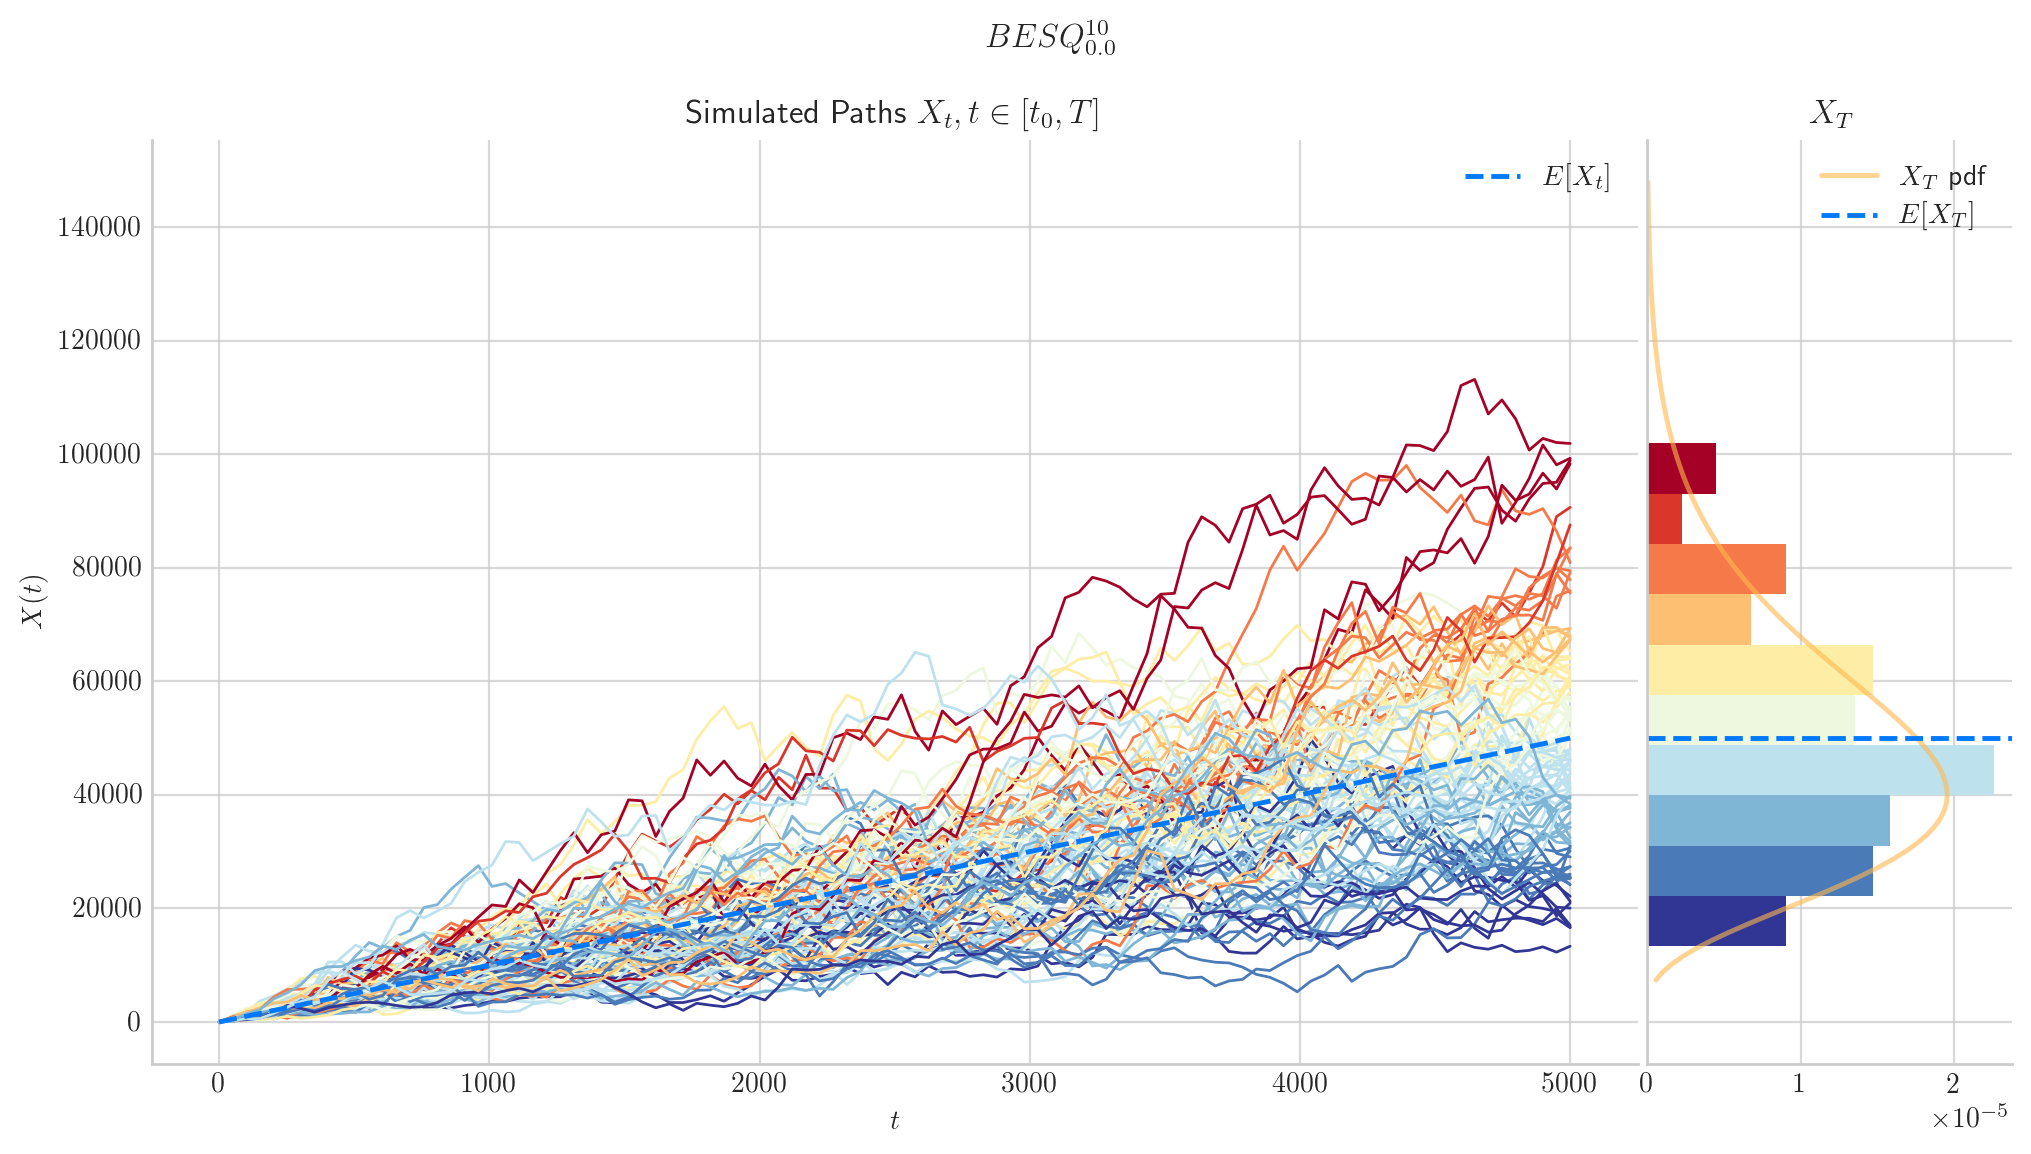 $BESQ_{0.0}^{10}$
Simulated Paths $X_t, t \in [t_0, T]$
$X_T$
$E[X_t]$
$X_T$ pdf
$E[X_T]$
140000
120000
100000
80000
60000
40000
20000
0
$X(t)$
0 1000 2000 3000 4000 5000
$t$
0 1 2
$\times 10^{-5}$